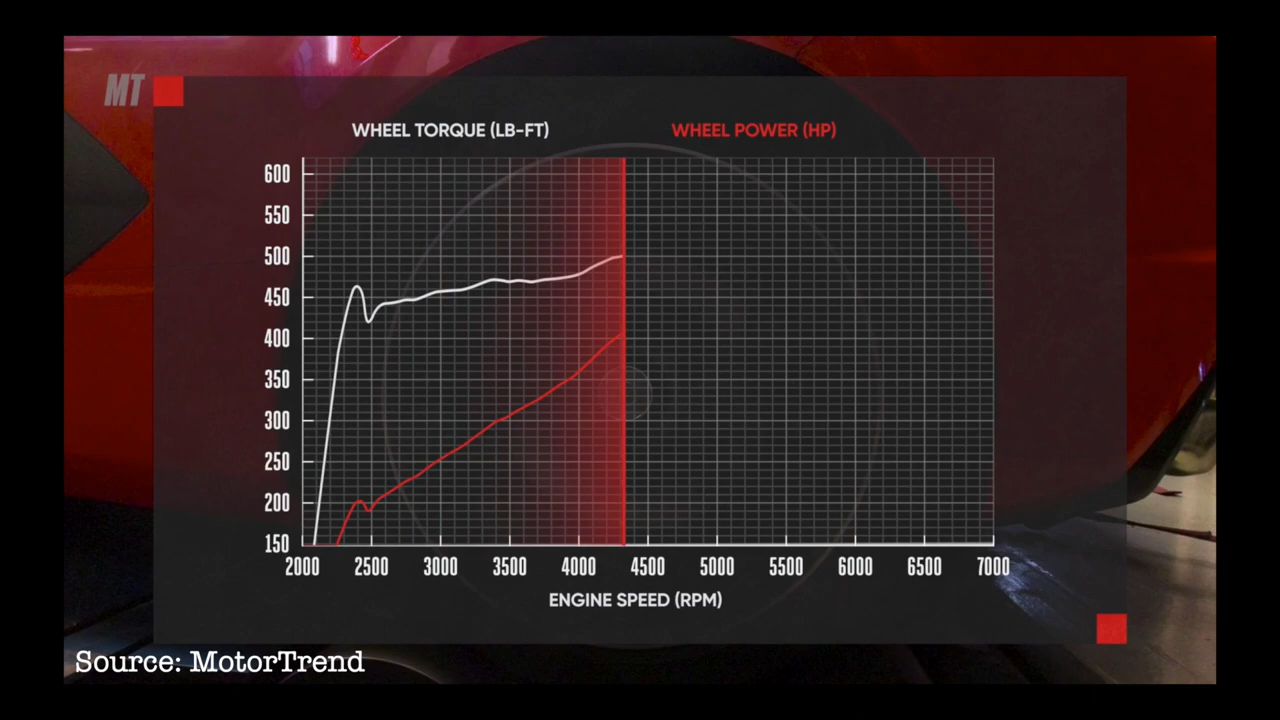 MT
WHEEL TORQUE (LB-FT) WHEEL POWER (HP)
600
550
500
450
400
350
300
250
200
150
2000 2500 3000 3500 4000 4500 5000 5500 6000 6500 7000
ENGINE SPEED (RPM)
Source: MotorTrend